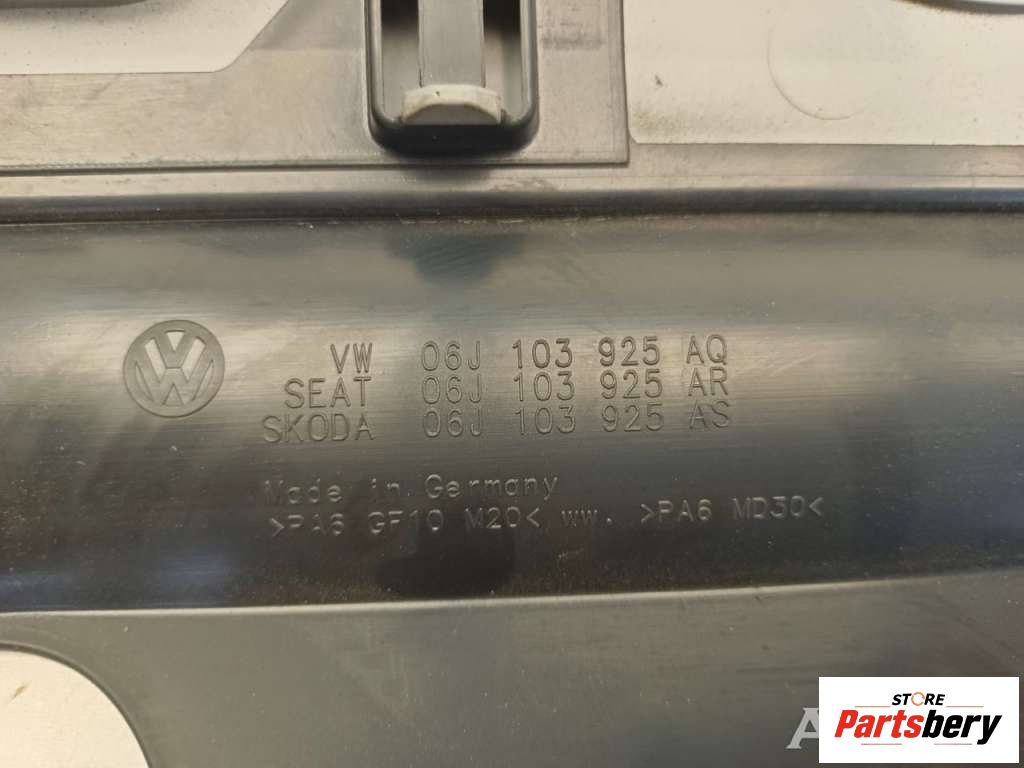 VW 06J 103 925 AQ
SEAT 06J 103 925 AR
SKODA 06J 103 925 AS
Made in Germany
>PA6 GF10 M20< ww. >PA6 MD30<
STORE
Partsbery